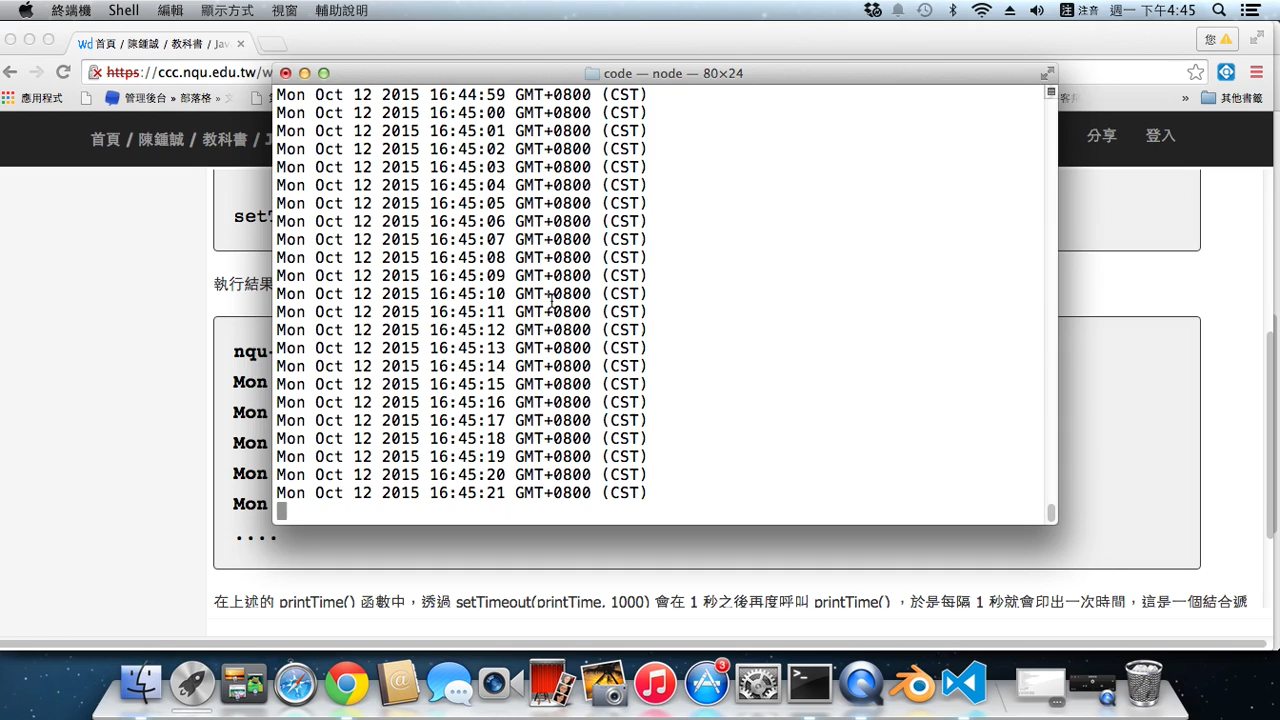 終端機 Shell 編輯 顯示方式 視窗 輔助說明 注音 週一 下午4:45
首頁 / 陳鍾誠 / 教科書 / Jav 您
https://ccc.nqu.edu.tw/w
應用程式 管理後台 部落格 » 其他書籤
code — node — 80×24
首頁 / 陳鍾誠 / 教科書 / 分享 登入
Mon Oct 12 2015 16:44:59 GMT+0800 (CST)
Mon Oct 12 2015 16:45:00 GMT+0800 (CST)
Mon Oct 12 2015 16:45:01 GMT+0800 (CST)
Mon Oct 12 2015 16:45:02 GMT+0800 (CST)
Mon Oct 12 2015 16:45:03 GMT+0800 (CST)
Mon Oct 12 2015 16:45:04 GMT+0800 (CST)
Mon Oct 12 2015 16:45:05 GMT+0800 (CST)
Mon Oct 12 2015 16:45:06 GMT+0800 (CST)
Mon Oct 12 2015 16:45:07 GMT+0800 (CST)
Mon Oct 12 2015 16:45:08 GMT+0800 (CST)
Mon Oct 12 2015 16:45:09 GMT+0800 (CST)
Mon Oct 12 2015 16:45:10 GMT+0800 (CST)
Mon Oct 12 2015 16:45:11 GMT+0800 (CST)
Mon Oct 12 2015 16:45:12 GMT+0800 (CST)
Mon Oct 12 2015 16:45:13 GMT+0800 (CST)
Mon Oct 12 2015 16:45:14 GMT+0800 (CST)
Mon Oct 12 2015 16:45:15 GMT+0800 (CST)
Mon Oct 12 2015 16:45:16 GMT+0800 (CST)
Mon Oct 12 2015 16:45:17 GMT+0800 (CST)
Mon Oct 12 2015 16:45:18 GMT+0800 (CST)
Mon Oct 12 2015 16:45:19 GMT+0800 (CST)
Mon Oct 12 2015 16:45:20 GMT+0800 (CST)
Mon Oct 12 2015 16:45:21 GMT+0800 (CST)
setT
執行結果
nqu-
Mon
Mon
Mon
Mon
Mon
....
在上述的 printTime() 函數中，透過 setTimeout(printTime, 1000) 會在 1 秒之後再度呼叫 printTime() ，於是每隔 1 秒就會印出一次時間，這是一個結合號
3